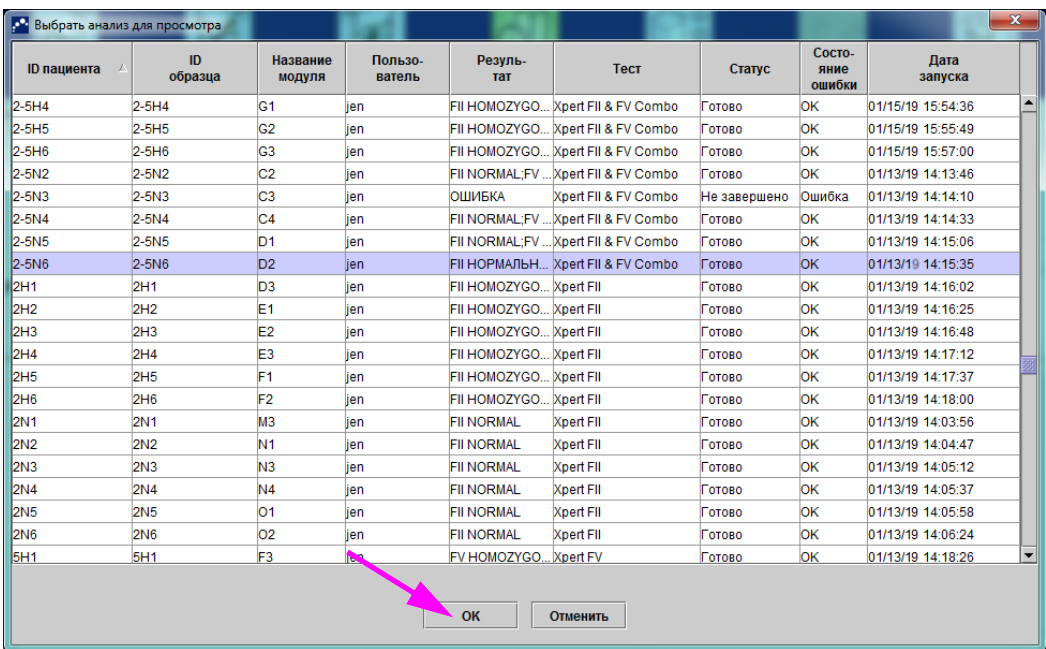 Выбрать анализ для просмотра
ID пациента ID образца Название модуля Пользо-ватель Резуль-тат Тест Статус Состо-яние ошибки Дата запуска
2-5H4 2-5H4 G1 jen FII HOMOZYGO... Xpert FII & FV Combo Готово OK 01/15/19 15:54:36
2-5H5 2-5H5 G2 jen FII HOMOZYGO... Xpert FII & FV Combo Готово OK 01/15/19 15:55:49
2-5H6 2-5H6 G3 jen FII HOMOZYGO... Xpert FII & FV Combo Готово OK 01/15/19 15:57:00
2-5N2 2-5N2 C2 jen FII NORMAL;FV ... Xpert FII & FV Combo Готово OK 01/13/19 14:13:46
2-5N3 2-5N3 C3 jen ОШИБКА Xpert FII & FV Combo Не завершено Ошибка 01/13/19 14:14:10
2-5N4 2-5N4 C4 jen FII NORMAL;FV ... Xpert FII & FV Combo Готово OK 01/13/19 14:14:33
2-5N5 2-5N5 D1 jen FII NORMAL;FV ... Xpert FII & FV Combo Готово OK 01/13/19 14:15:06
2-5N6 2-5N6 D2 jen FII НОРМАЛЬН... Xpert FII & FV Combo Готово OK 01/13/19 14:15:35
2H1 2H1 D3 jen FII HOMOZYGO... Xpert FII Готово OK 01/13/19 14:16:02
2H2 2H2 E1 jen FII HOMOZYGO... Xpert FII Готово OK 01/13/19 14:16:25
2H3 2H3 E2 jen FII HOMOZYGO... Xpert FII Готово OK 01/13/19 14:16:48
2H4 2H4 E3 jen FII HOMOZYGO... Xpert FII Готово OK 01/13/19 14:17:12
2H5 2H5 F1 jen FII HOMOZYGO... Xpert FII Готово OK 01/13/19 14:17:37
2H6 2H6 F2 jen FII HOMOZYGO... Xpert FII Готово OK 01/13/19 14:18:00
2N1 2N1 M3 jen FII NORMAL Xpert FII Готово OK 01/13/19 14:03:56
2N2 2N2 N1 jen FII NORMAL Xpert FII Готово OK 01/13/19 14:04:47
2N3 2N3 N3 jen FII NORMAL Xpert FII Готово OK 01/13/19 14:05:12
2N4 2N4 N4 jen FII NORMAL Xpert FII Готово OK 01/13/19 14:05:37
2N5 2N5 O1 jen FII NORMAL Xpert FII Готово OK 01/13/19 14:05:58
2N6 2N6 O2 jen FII NORMAL Xpert FII Готово OK 01/13/19 14:06:24
5H1 5H1 F3 jen FV HOMOZYGO... Xpert FV Готово OK 01/13/19 14:18:26
OK Отменить